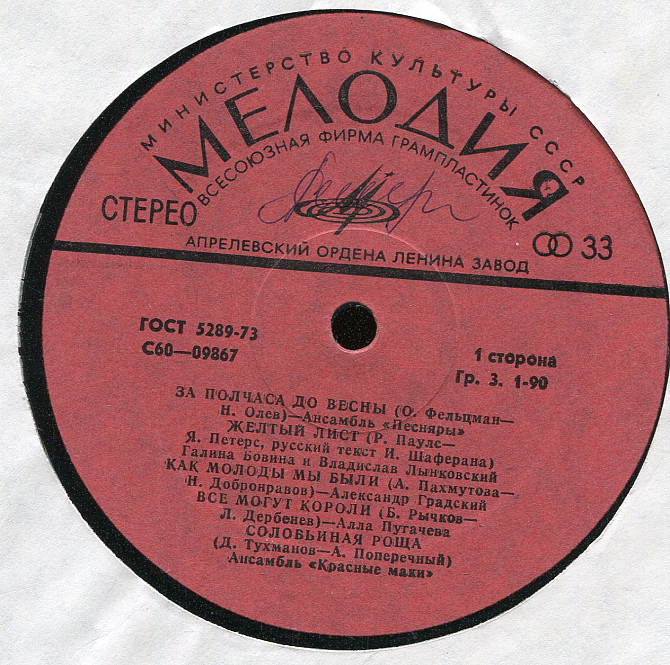 МИНИСТЕРСТВО КУЛЬТУРЫ СССР
МЕЛОДИЯ
ВСЕСОЮЗНАЯ ФИРМА ГРАМПЛАСТИНОК
СТЕРЕО
33
АПРЕЛЕВСКИЙ ОРДЕНА ЛЕНИНА ЗАВОД
ГОСТ 5289-73
С60—09867
1 сторона
Гр. 3. 1-90
ЗА ПОЛЧАСА ДО ВЕСНЫ (О. Фельцман—
Н. Олев)—Ансамбль «Песняры»
ЖЕЛТЫЙ ЛИСТ (Р. Паулс—
Я. Петерс, русский текст И. Шаферана)
Галина Бовина и Владислав Лынковский
КАК МОЛОДЫ МЫ БЫЛИ (А. Пахмутова—
Н. Добронравов)—Александр Градский
ВСЕ МОГУТ КОРОЛИ (Б. Рычков—
Л. Дербенев)—Алла Пугачева
СОЛОВЬИНАЯ РОЩА
(Д. Тухманов—А. Поперечный)
Ансамбль «Красные маки»